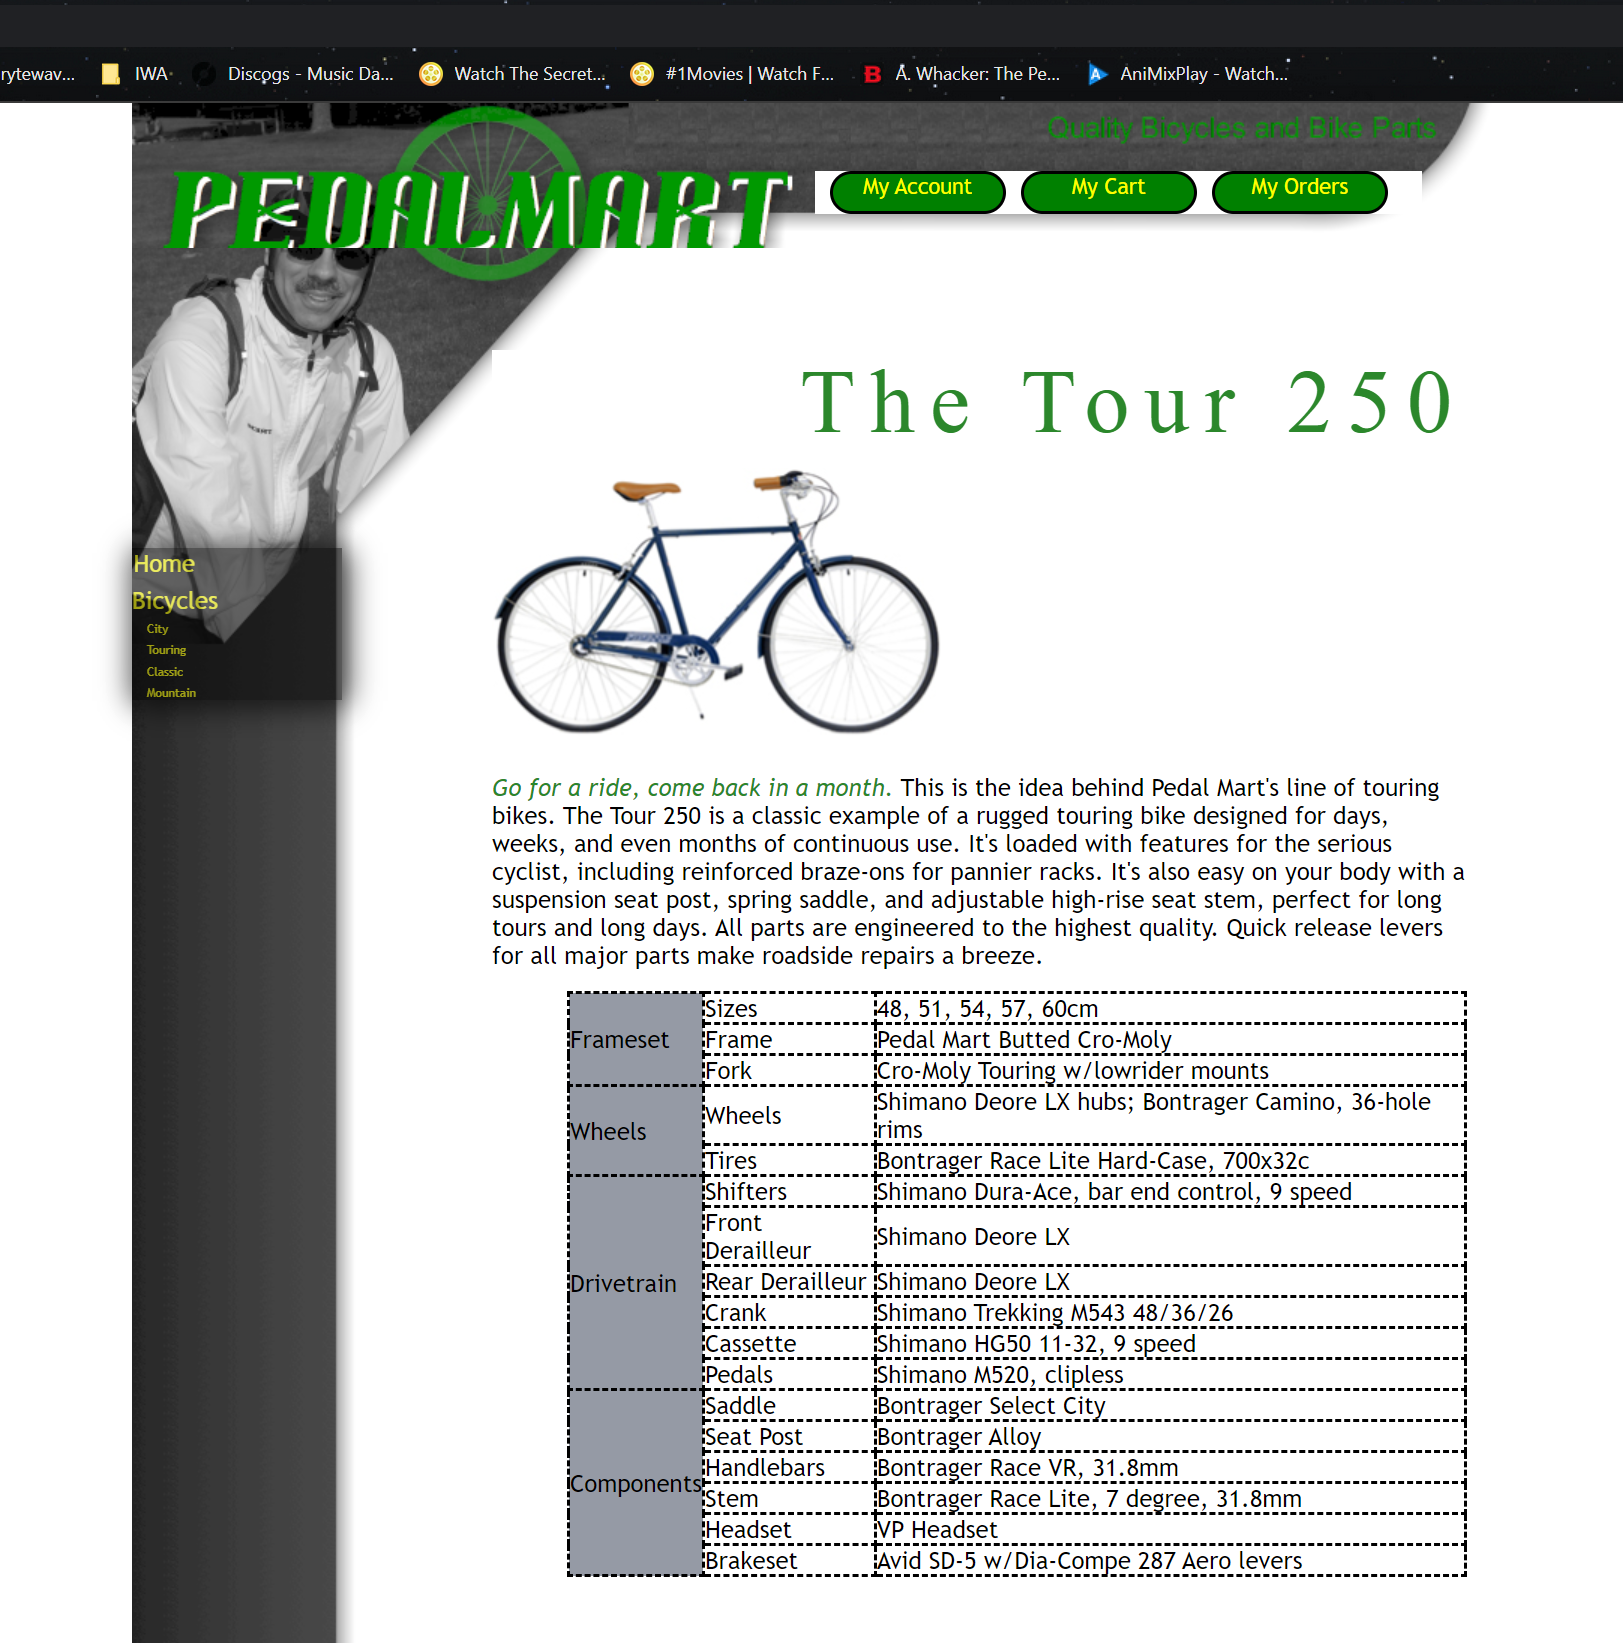 rytewav... IWA Discogs - Music Da... Watch The Secret... #1Movies | Watch F... A. Whacker: The Pe... AniMixPlay - Watch...
Quality Bicycles and Bike Parts
PEDALMART
My Account My Cart My Orders
The Tour 250
Home
Bicycles
City
Touring
Classic
Mountain
Go for a ride, come back in a month. This is the idea behind Pedal Mart's line of touring
bikes. The Tour 250 is a classic example of a rugged touring bike designed for days,
weeks, and even months of continuous use. It's loaded with features for the serious
cyclist, including reinforced braze-ons for pannier racks. It's also easy on your body with a
suspension seat post, spring saddle, and adjustable high-rise seat stem, perfect for long
tours and long days. All parts are engineered to the highest quality. Quick release levers
for all major parts make roadside repairs a breeze.
Frameset
Sizes 48, 51, 54, 57, 60cm
Frame Pedal Mart Butted Cro-Moly
Fork Cro-Moly Touring w/lowrider mounts
Wheels
Wheels Shimano Deore LX hubs; Bontrager Camino, 36-hole
rims
Tires Bontrager Race Lite Hard-Case, 700x32c
Drivetrain
Shifters Shimano Dura-Ace, bar end control, 9 speed
Front
Derailleur Shimano Deore LX
Rear Derailleur Shimano Deore LX
Crank Shimano Trekking M543 48/36/26
Cassette Shimano HG50 11-32, 9 speed
Pedals Shimano M520, clipless
Components
Saddle Bontrager Select City
Seat Post Bontrager Alloy
Handlebars Bontrager Race VR, 31.8mm
Stem Bontrager Race Lite, 7 degree, 31.8mm
Headset VP Headset
Brakeset Avid SD-5 w/Dia-Compe 287 Aero levers